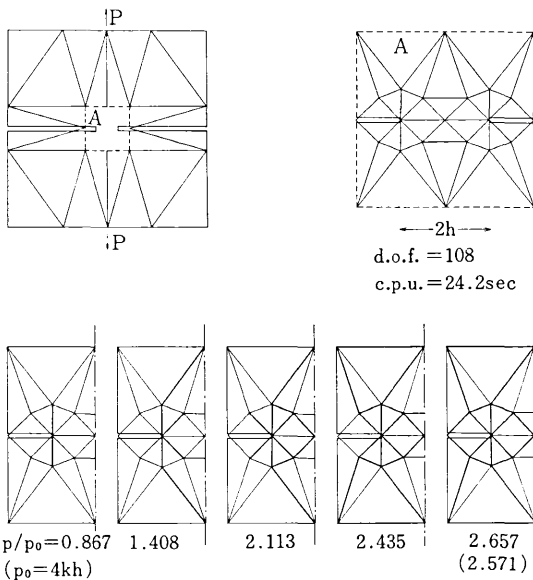 P
A
P
A
2h
d.o.f. = 108
c.p.u. = 24.2sec
p/p₀=0.867 1.408 2.113 2.435 2.657
(p₀=4kh) (2.571)